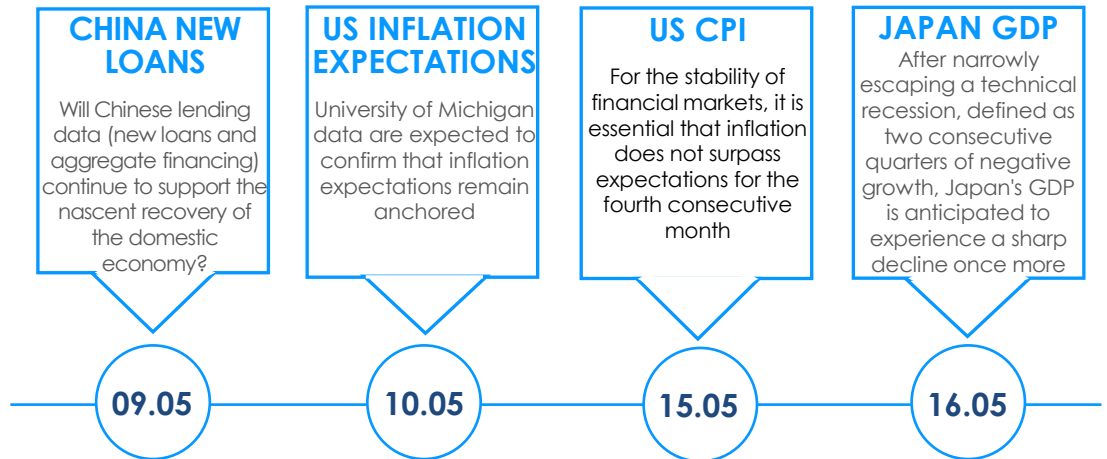 CHINA NEW
LOANS
Will Chinese lending
data (new loans and
aggregate financing)
continue to support the
nascent recovery of
the domestic
economy?
US INFLATION
EXPECTATIONS
University of Michigan
data are expected to
confirm that inflation
expectations remain
anchored
US CPI
For the stability of
financial markets, it is
essential that inflation
does not surpass
expectations for the
fourth consecutive
month
JAPAN GDP
After narrowly
escaping a technical
recession, defined as
two consecutive
quarters of negative
growth, Japan's GDP
is anticipated to
experience a sharp
decline once more
09.05
10.05
15.05
16.05